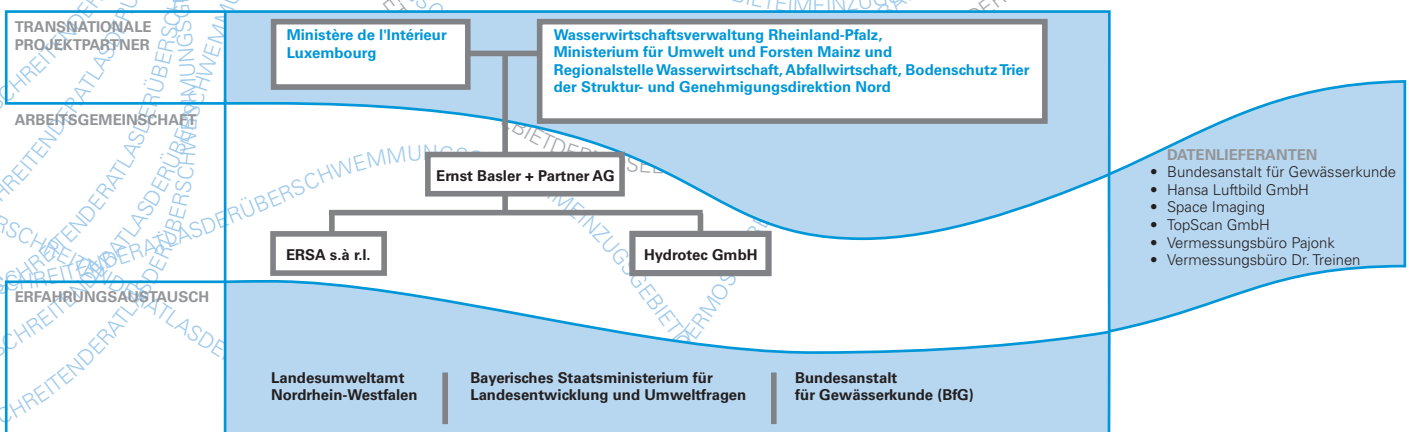 TRANSNATIONALE
PROJEKTPARTNER
Ministère de l'Intérieur
Luxembourg
Wasserwirtschaftsverwaltung Rheinland-Pfalz,
Ministerium für Umwelt und Forsten Mainz und
Regionalstelle Wasserwirtschaft, Abfallwirtschaft, Bodenschutz Trier
der Struktur- und Genehmigungsdirektion Nord
ARBEITSGEMEINSCHAFT
Ernst Basler + Partner AG
ERSA s.à r.l.
Hydrotec GmbH
DATENLIEFERANTEN
• Bundesanstalt für Gewässerkunde
• Hansa Luftbild GmbH
• Space Imaging
• TopScan GmbH
• Vermessungsbüro Pajonk
• Vermessungsbüro Dr. Treinen
ERFAHRUNGSAUSTAUSCH
Landesumweltamt
Nordrhein-Westfalen
Bayerisches Staatsministerium für
Landesentwicklung und Umweltfragen
Bundesanstalt
für Gewässerkunde (BfG)